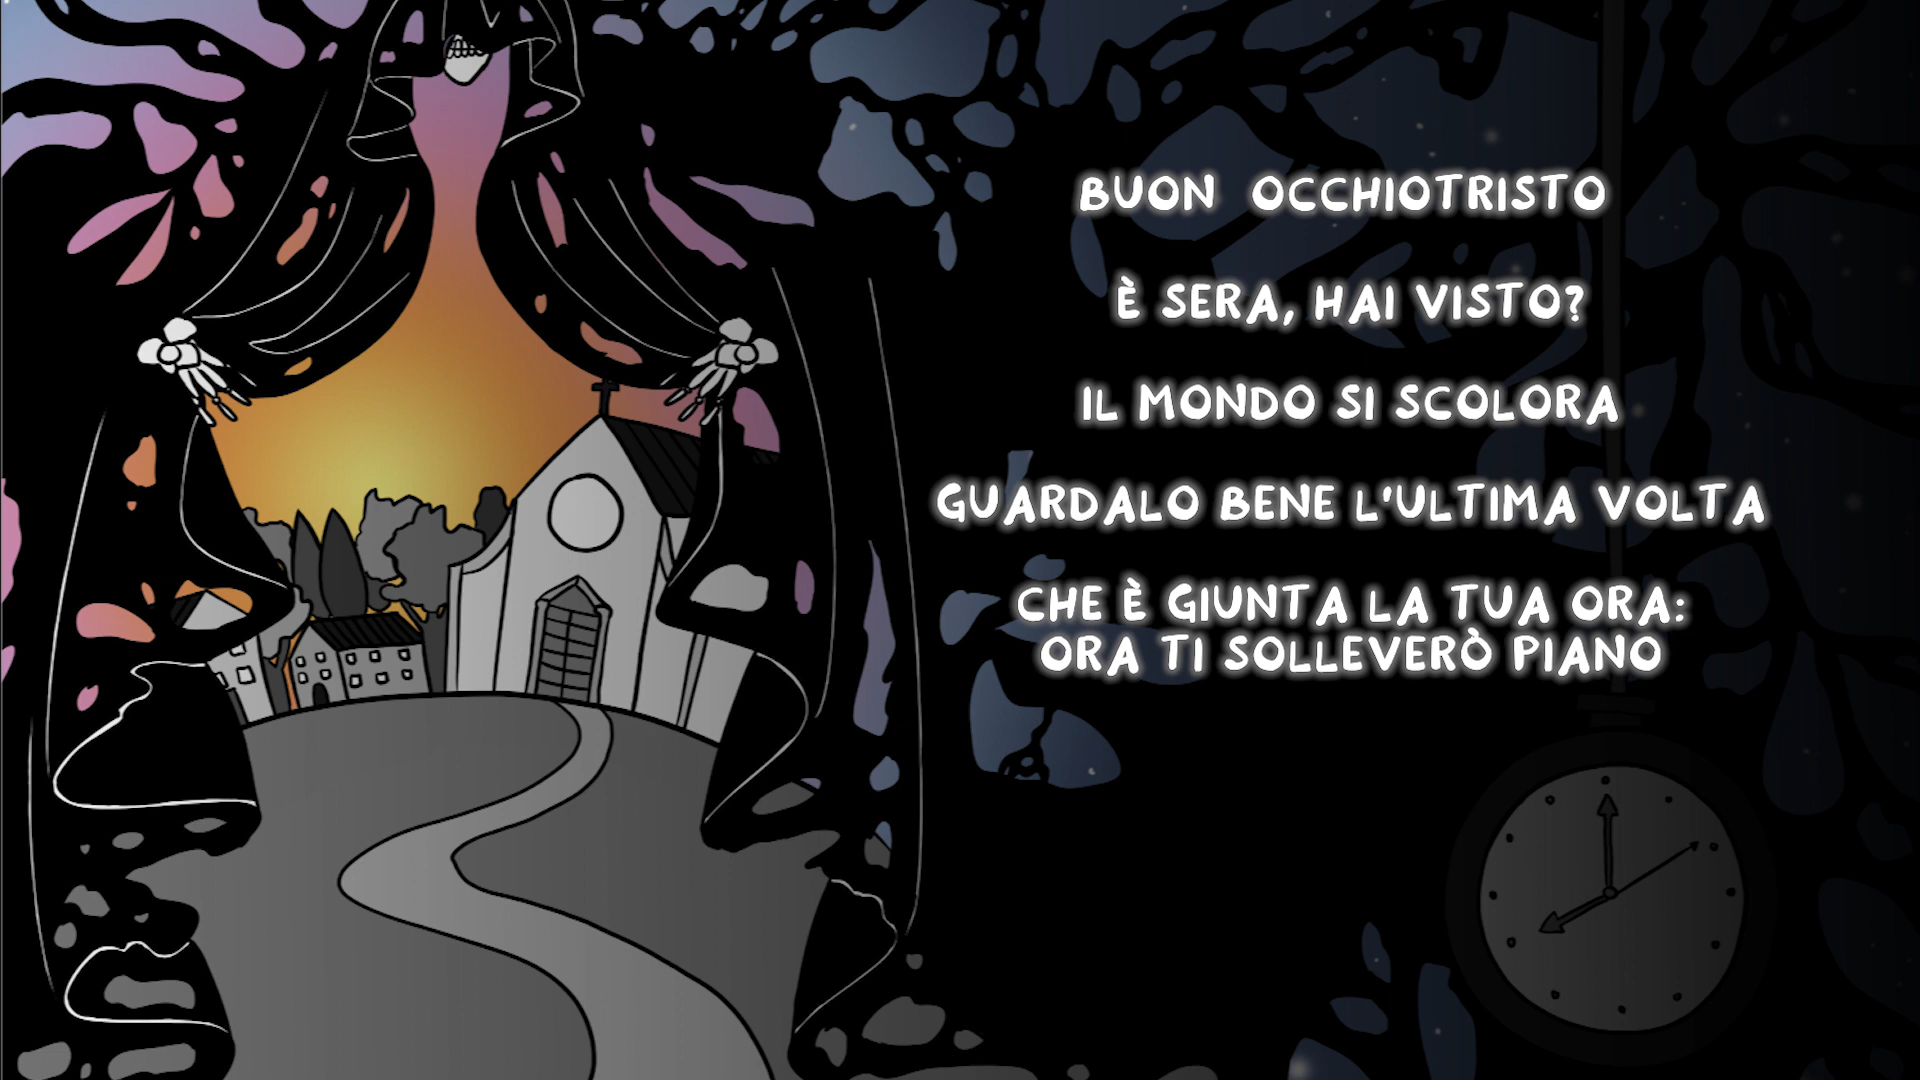 BUON OCCHIOTRISTO
È SERA, HAI VISTO?
IL MONDO SI SCOLORA
GUARDALO BENE L'ULTIMA VOLTA
CHE È GIUNTA LA TUA ORA:
ORA TI SOLLEVERÒ PIANO